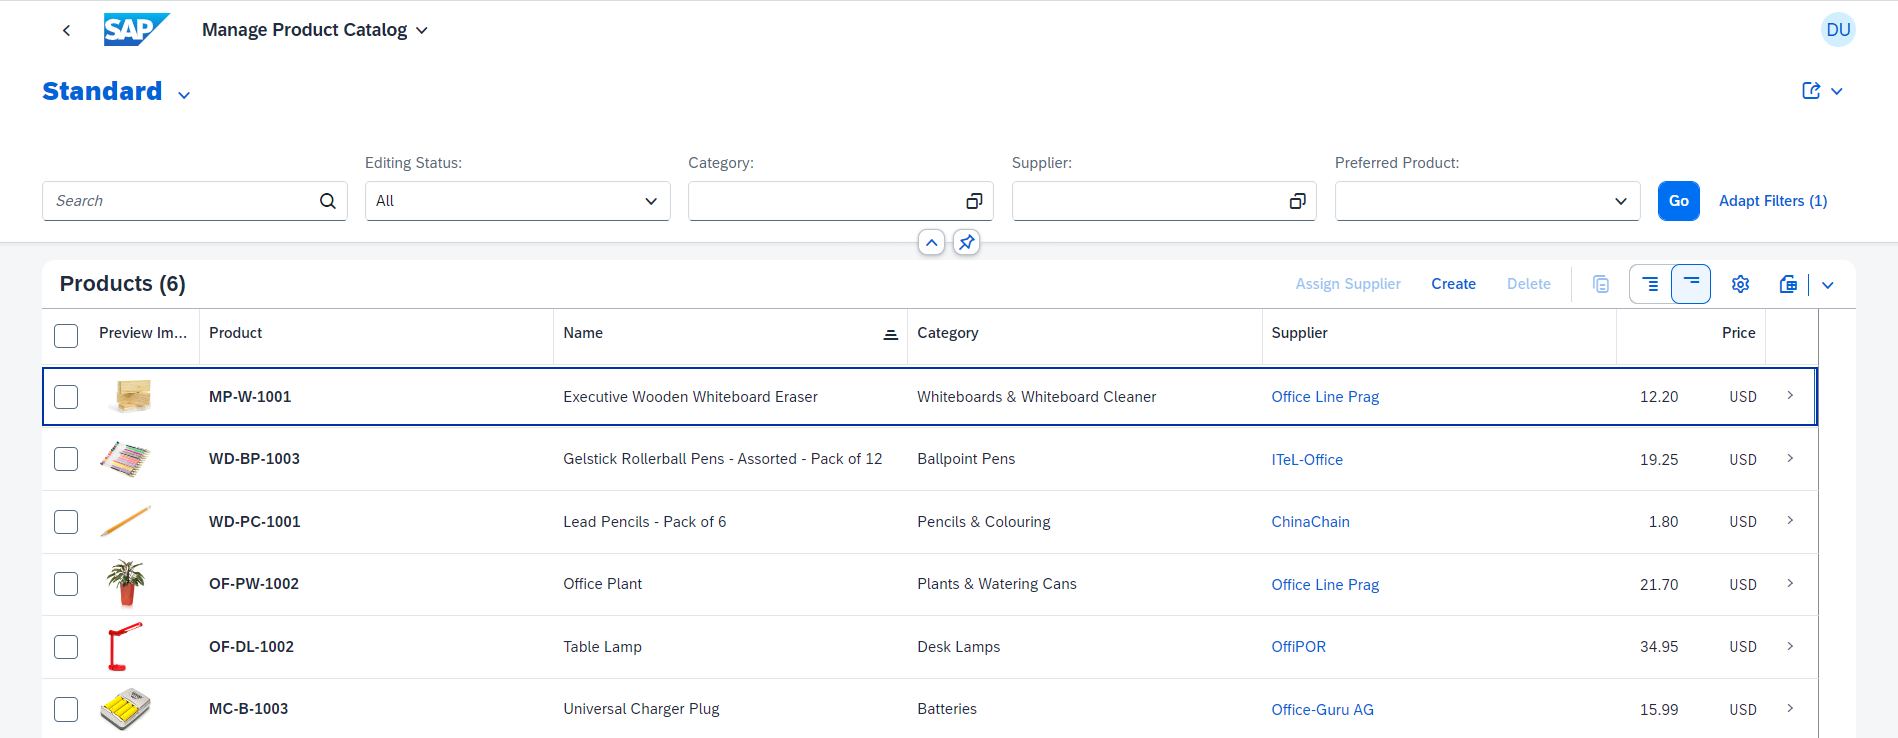 SAP Manage Product Catalog DU
Standard
Editing Status: Category: Supplier: Preferred Product:
Search All Go Adapt Filters (1)
Products (6) Assign Supplier Create Delete
Preview Im... Product Name Category Supplier Price
MP-W-1001 Executive Wooden Whiteboard Eraser Whiteboards & Whiteboard Cleaner Office Line Prag 12.20 USD
WD-BP-1003 Gelstick Rollerball Pens - Assorted - Pack of 12 Ballpoint Pens ITeL-Office 19.25 USD
WD-PC-1001 Lead Pencils - Pack of 6 Pencils & Colouring ChinaChain 1.80 USD
OF-PW-1002 Office Plant Plants & Watering Cans Office Line Prag 21.70 USD
OF-DL-1002 Table Lamp Desk Lamps OffiPOR 34.95 USD
MC-B-1003 Universal Charger Plug Batteries Office-Guru AG 15.99 USD